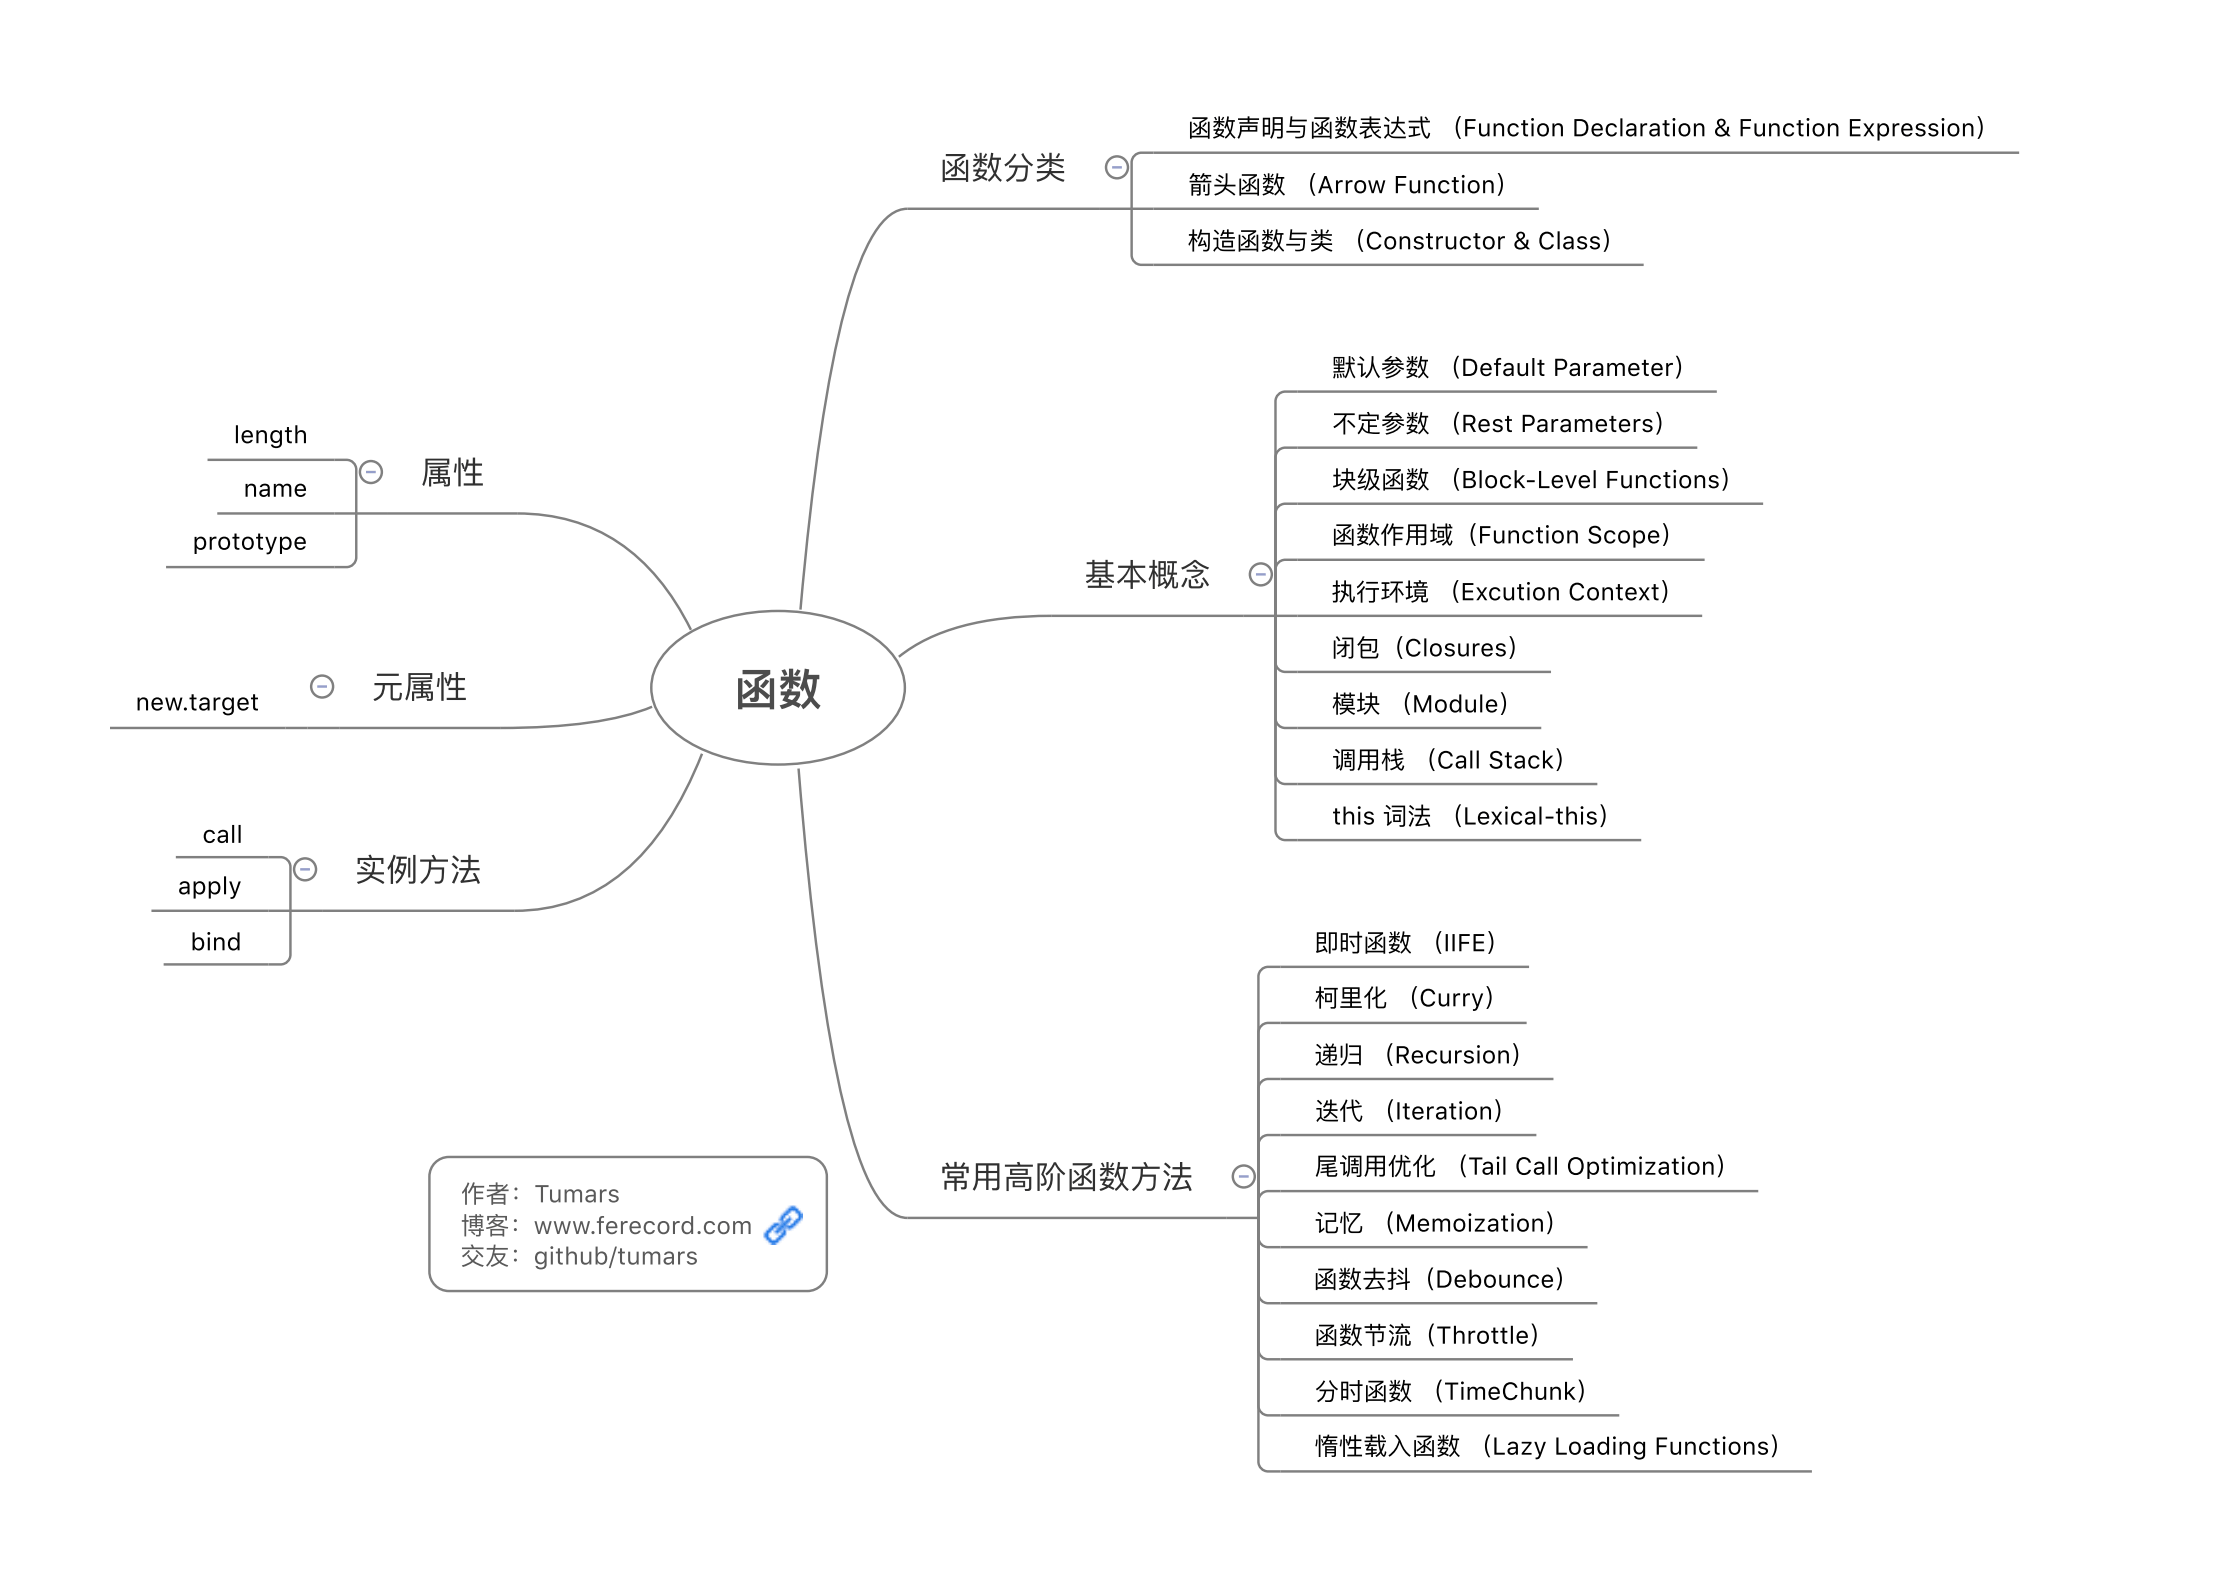 函数
函数分类
函数声明与函数表达式 （Function Declaration & Function Expression）
箭头函数 （Arrow Function）
构造函数与类 （Constructor & Class）
基本概念
默认参数 （Default Parameter）
不定参数 （Rest Parameters）
块级函数 （Block-Level Functions）
函数作用域（Function Scope）
执行环境 （Excution Context）
闭包（Closures）
模块 （Module）
调用栈 （Call Stack）
this 词法 （Lexical-this）
常用高阶函数方法
即时函数 （IIFE）
柯里化 （Curry）
递归 （Recursion）
迭代 （Iteration）
尾调用优化 （Tail Call Optimization）
记忆 （Memoization）
函数去抖（Debounce）
函数节流（Throttle）
分时函数 （TimeChunk）
惰性载入函数 （Lazy Loading Functions）
属性
length
name
prototype
元属性
new.target
实例方法
call
apply
bind
作者：Tumars
博客：www.ferecord.com
交友：github/tumars